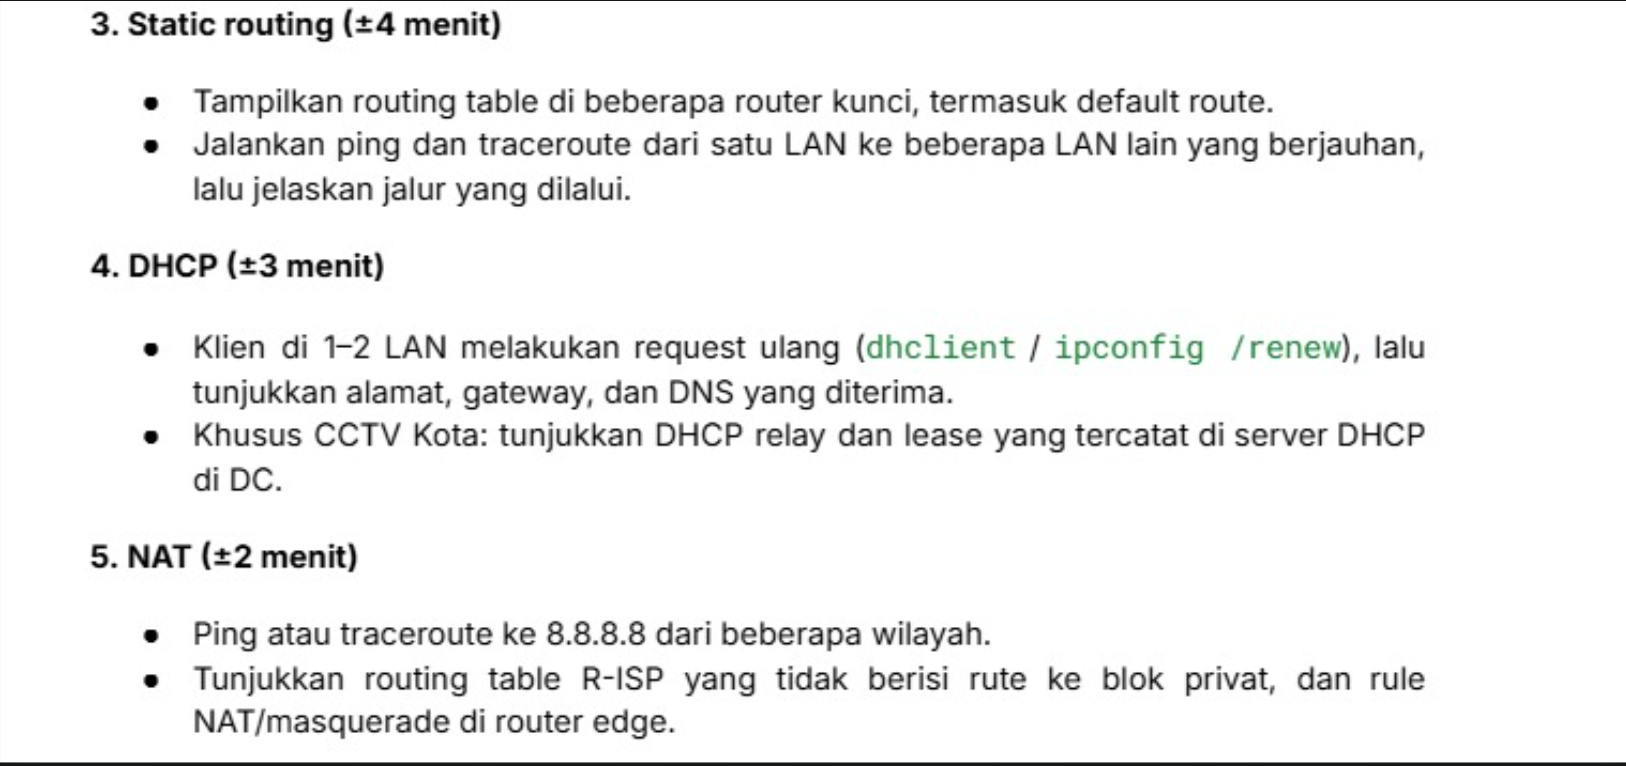 3. Static routing (±4 menit)
● Tampilkan routing table di beberapa router kunci, termasuk default route.
● Jalankan ping dan traceroute dari satu LAN ke beberapa LAN lain yang berjauhan,
lalu jelaskan jalur yang dilalui.
4. DHCP (±3 menit)
● Klien di 1–2 LAN melakukan request ulang (dhclient / ipconfig /renew), lalu
tunjukkan alamat, gateway, dan DNS yang diterima.
● Khusus CCTV Kota: tunjukkan DHCP relay dan lease yang tercatat di server DHCP
di DC.
5. NAT (±2 menit)
● Ping atau traceroute ke 8.8.8.8 dari beberapa wilayah.
● Tunjukkan routing table R-ISP yang tidak berisi rute ke blok privat, dan rule
NAT/masquerade di router edge.